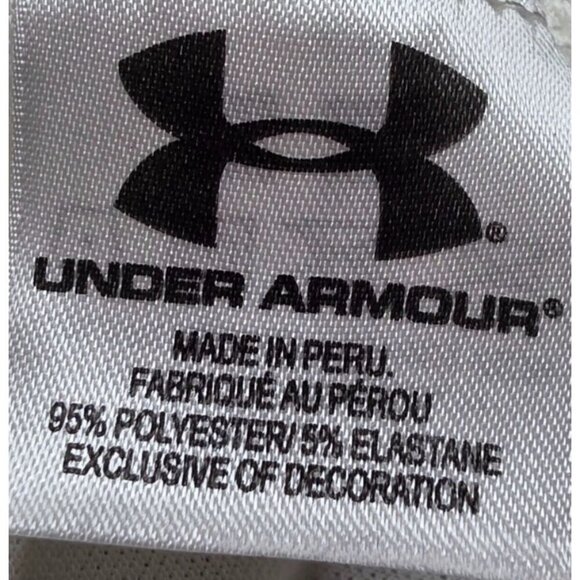 ®
UNDER ARMOUR®
MADE IN PERU.
FABRIQUÉ AU PÉROU
95% POLYESTER/ 5% ELASTANE
EXCLUSIVE OF DECORATION